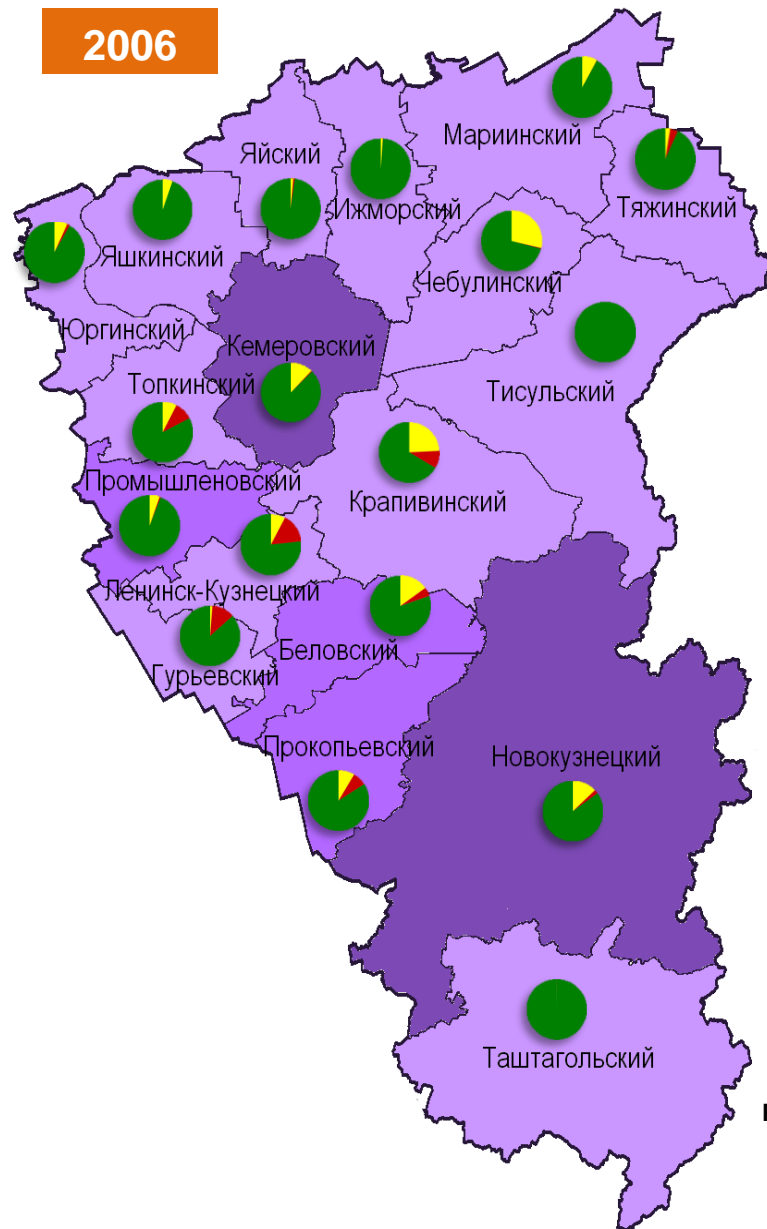 2006
Мариинский
Яйский
Ижморский
Тяжинский
Яшкинский
Чебулинский
Юргинский
Кемеровский
Топкинский
Тисульский
Промышленовский
Крапивинский
Ленинск-Кузнецкий
Беловский
Гурьевский
Прокопьевский
Новокузнецкий
Таштагольский